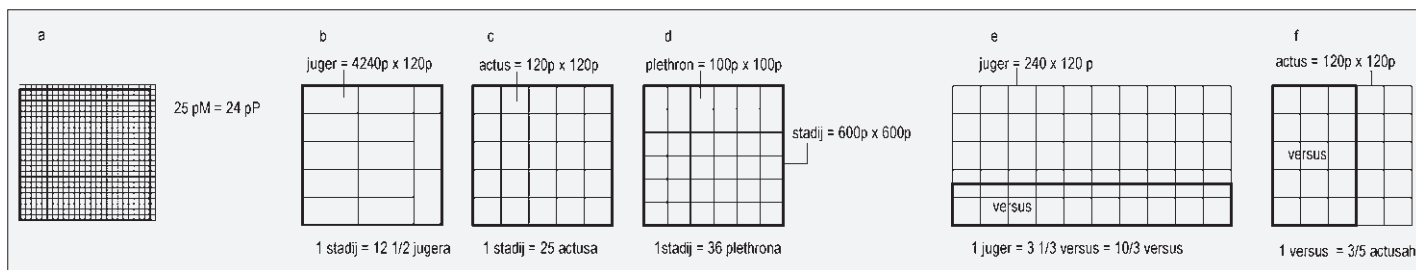 a
25 pM = 24 pP
b
juger = 4240p x 120p
1 stadij = 12 1/2 jugera
c
actus = 120p x 120p
1 stadij = 25 actusa
d
plethron = 100p x 100p
stadij = 600p x 600p
1stadij = 36 plethrona
e
juger = 240 x 120 p
versus
1 juger = 3 1/3 versus = 10/3 versus
f
actus = 120p x 120p
versus
1 versus = 3/5 actusah